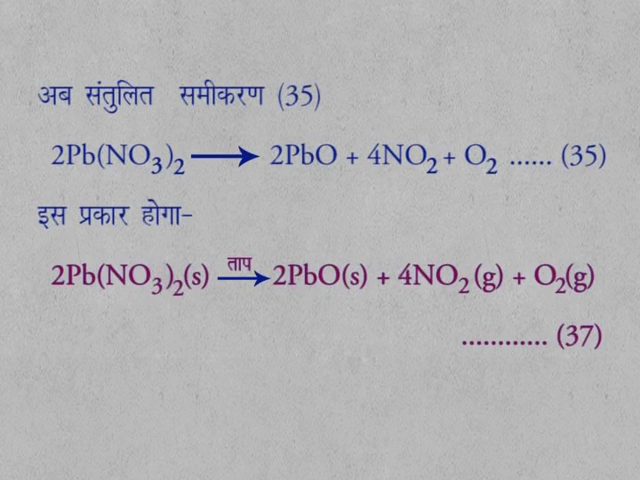 अब संतुलित समीकरण (35)
2Pb(NO₃)₂ ⟶ 2PbO + 4NO₂ + O₂ ...... (35)
इस प्रकार होगा-
ताप
2Pb(NO₃)₂(s) ⟶ 2PbO(s) + 4NO₂(g) + O₂(g)
............ (37)